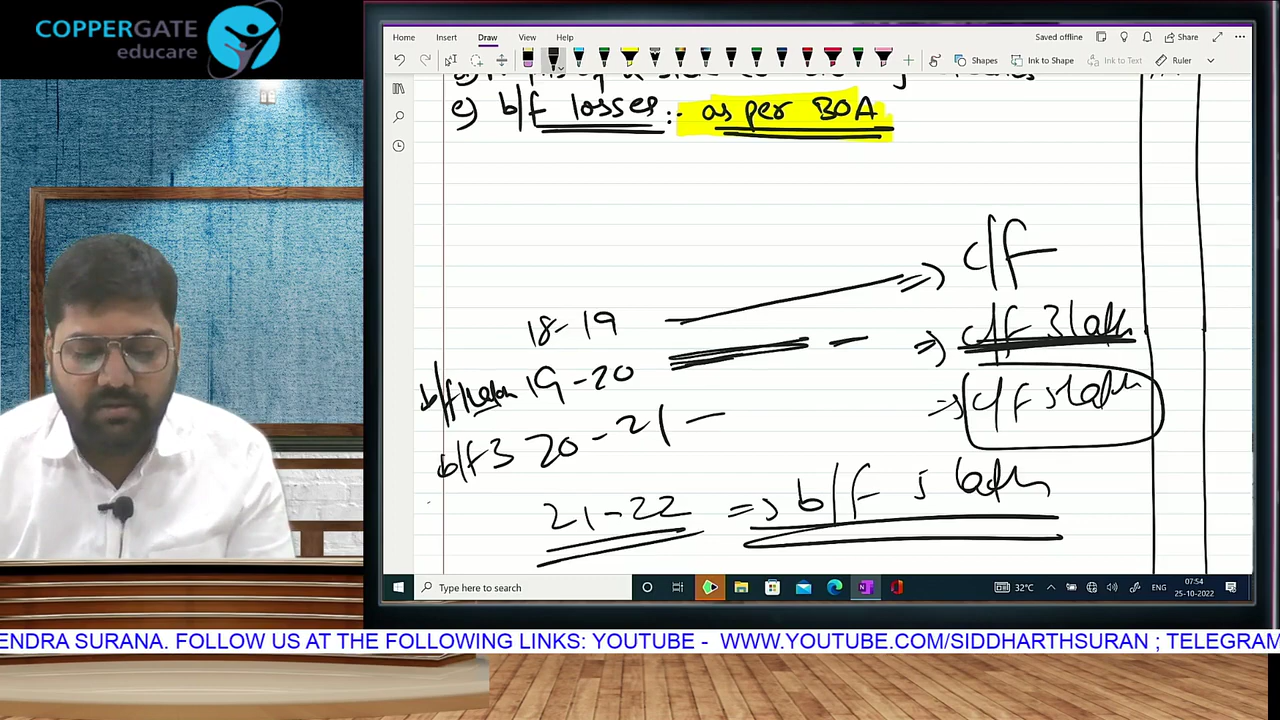 COPPERGATE
educare
Home Insert Draw View Help
Saved offline
Share
Shapes Ink to Shape Ink to Text Ruler
e) b/f losses :- as per BOA
c/f
18-19
c/f 3 lakh
b/f 1 lakh 19-20
c/f 5 lakh
b/f 3 20-21
21-22 => b/f 5 lakh
Type here to search
32°C
ENG
07:54
25-10-2022
ENDRA SURANA. FOLLOW US AT THE FOLLOWING LINKS: YOUTUBE - WWW.YOUTUBE.COM/SIDDHARTHSURAN ; TELEGRAM